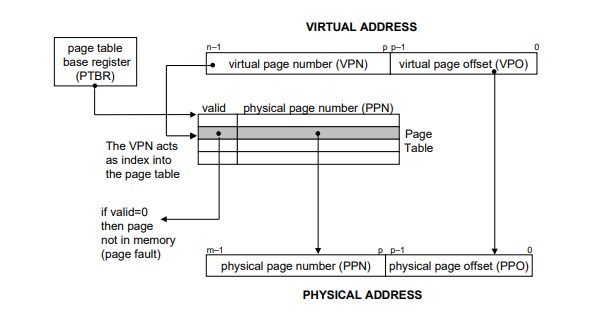 VIRTUAL ADDRESS
n–1 p p–1 0
virtual page number (VPN) virtual page offset (VPO)
page table
base register
(PTBR)
valid physical page number (PPN)
Page
Table
The VPN acts
as index into
the page table
if valid=0
then page
not in memory
(page fault)
m–1 p p–1 0
physical page number (PPN) physical page offset (PPO)
PHYSICAL ADDRESS